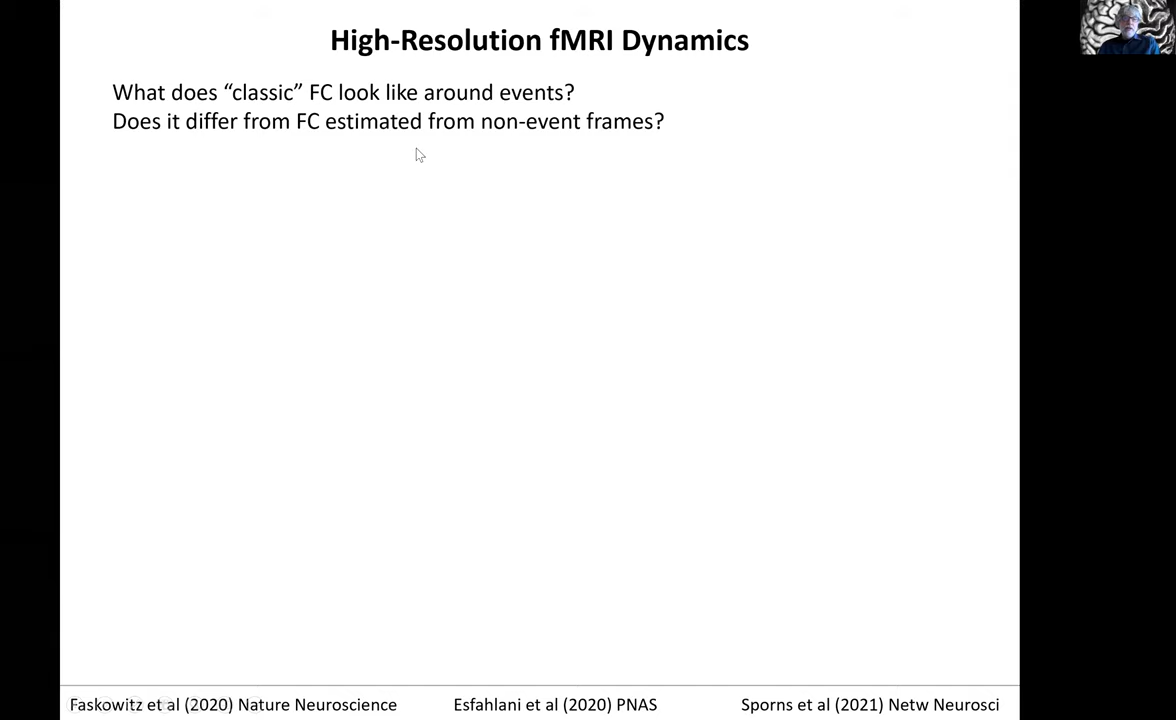 High-Resolution fMRI Dynamics
What does “classic” FC look like around events?
Does it differ from FC estimated from non-event frames?
Faskowitz et al (2020) Nature Neuroscience
Esfahlani et al (2020) PNAS
Sporns et al (2021) Netw Neurosci